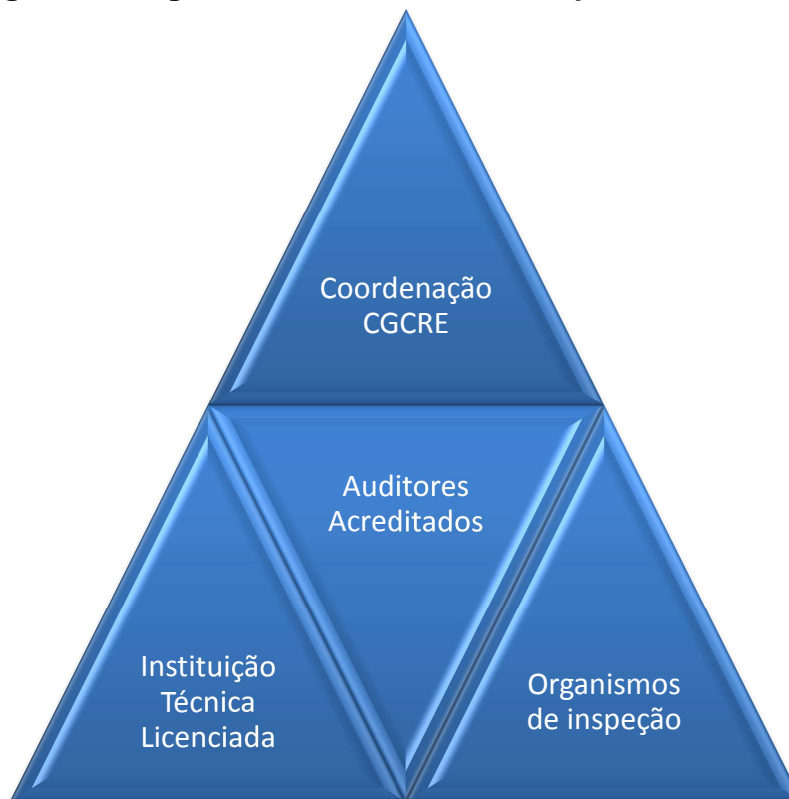 Coordenação
CGCRE
Auditores
Acreditados
Instituição
Técnica
Licenciada
Organismos
de inspeção